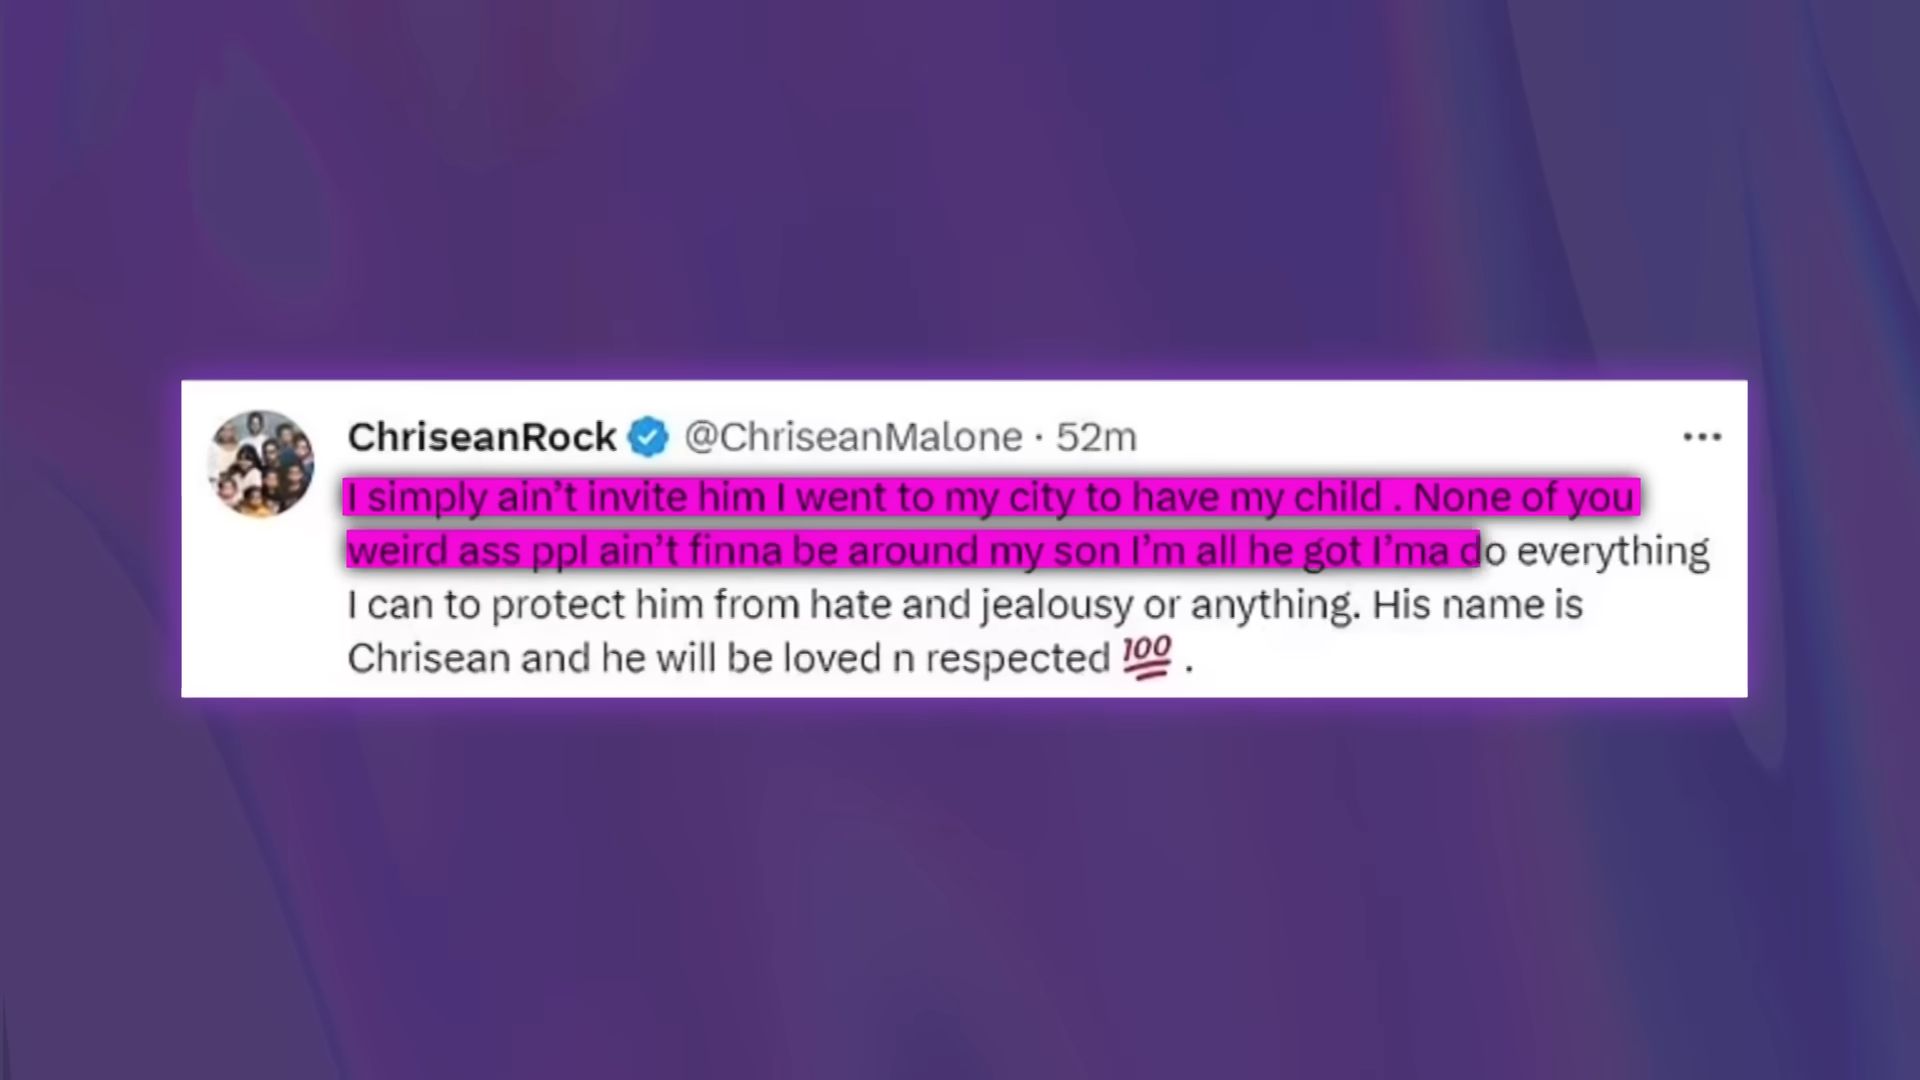 ChriseanRock @ChriseanMalone · 52m
I simply ain’t invite him I went to my city to have my child . None of you
weird ass ppl ain’t finna be around my son I’m all he got I’ma do everything
I can to protect him from hate and jealousy or anything. His name is
Chrisean and he will be loved n respected 💯 .